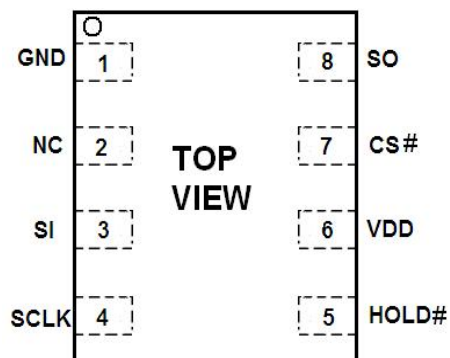 GND 1 8 SO
NC 2 7 CS#
TOP
VIEW
SI 3 6 VDD
SCLK 4 5 HOLD#